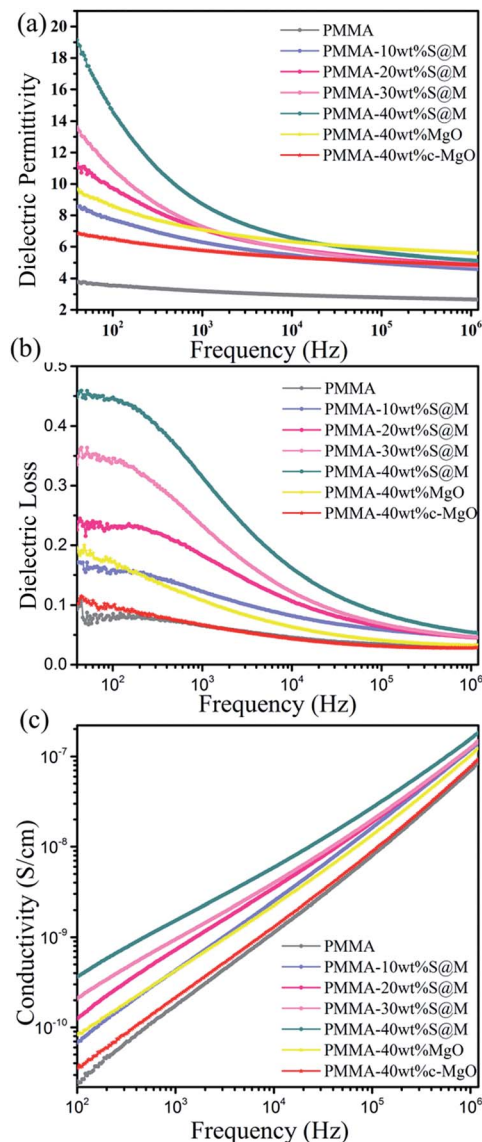 (a)
PMMA
PMMA-10wt%S@M
PMMA-20wt%S@M
PMMA-30wt%S@M
PMMA-40wt%S@M
PMMA-40wt%MgO
PMMA-40wt%c-MgO
Dielectric Permittivity
20
18
16
14
12
10
8
6
4
2
10² 10³ 10⁴ 10⁵ 10⁶
Frequency (Hz)
(b)
PMMA
PMMA-10wt%S@M
PMMA-20wt%S@M
PMMA-30wt%S@M
PMMA-40wt%S@M
PMMA-40wt%MgO
PMMA-40wt%c-MgO
Dielectric Loss
0.5
0.4
0.3
0.2
0.1
0.0
10² 10³ 10⁴ 10⁵ 10⁶
Frequency (Hz)
(c)
Conductivity (S/cm)
10⁻⁷
10⁻⁸
10⁻⁹
10⁻¹⁰
PMMA
PMMA-10wt%S@M
PMMA-20wt%S@M
PMMA-30wt%S@M
PMMA-40wt%S@M
PMMA-40wt%MgO
PMMA-40wt%c-MgO
10² 10³ 10⁴ 10⁵ 10⁶
Frequency (Hz)